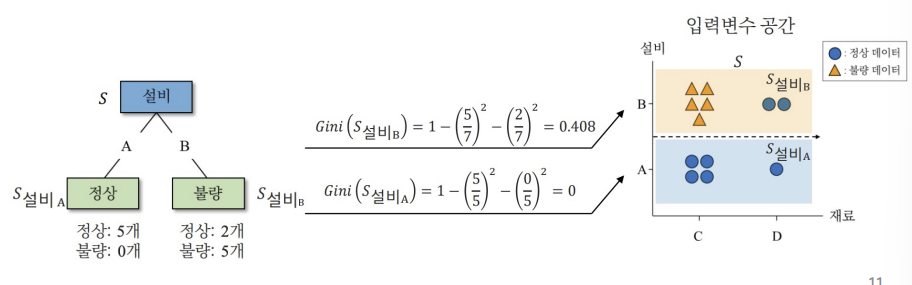 입력변수 공간
설비
: 정상 데이터
: 불량 데이터
S
S 설비
A B
S설비A 정상 불량 S설비B
정상: 5개 정상: 2개
불량: 0개 불량: 5개
Gini(S설비B) = 1 − (5/7)^2 − (2/7)^2 = 0.408
Gini(S설비A) = 1 − (5/5)^2 − (0/5)^2 = 0
B S설비B
A S설비A
재료
C D
11